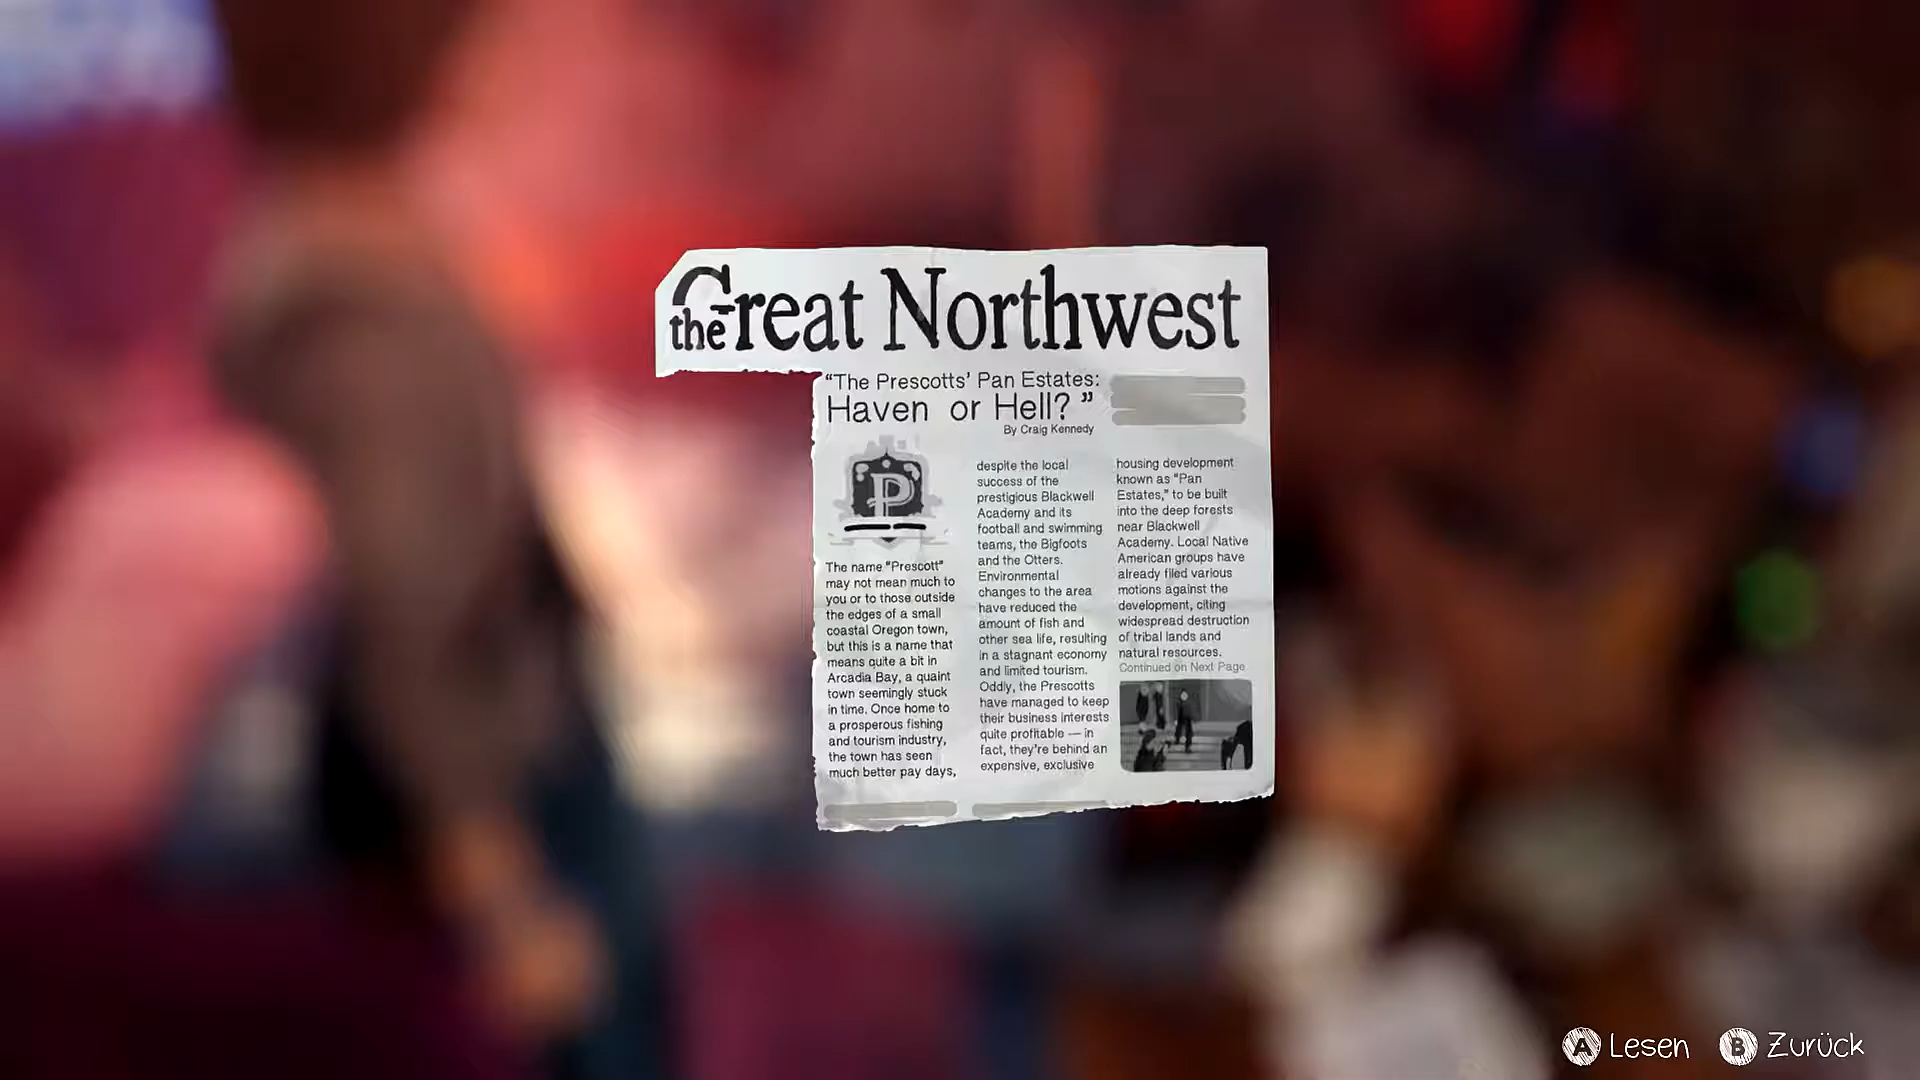 the Great Northwest
“The Prescotts’ Pan Estates:
Haven or Hell? ”
By Craig Kennedy
P
The name “Prescott”
may not mean much to
you or to those outside
the edges of a small
coastal Oregon town,
but this is a name that
means quite a bit in
Arcadia Bay, a quaint
town seemingly stuck
in time. Once home to
a prosperous fishing
and tourism industry,
the town has seen
much better pay days,
despite the local
success of the
prestigious Blackwell
Academy and its
football and swimming
teams, the Bigfoots
and the Otters.
Environmental
changes to the area
have reduced the
amount of fish and
other sea life, resulting
in a stagnant economy
and limited tourism.
Oddly, the Prescotts
have managed to keep
their business interests
quite profitable — in
fact, they’re behind an
expensive, exclusive
housing development
known as “Pan
Estates,” to be built
into the deep forests
near Blackwell
Academy. Local Native
American groups have
already filed various
motions against the
development, citing
widespread destruction
of tribal lands and
natural resources.
Continued on Next Page
A Lesen B Zurück